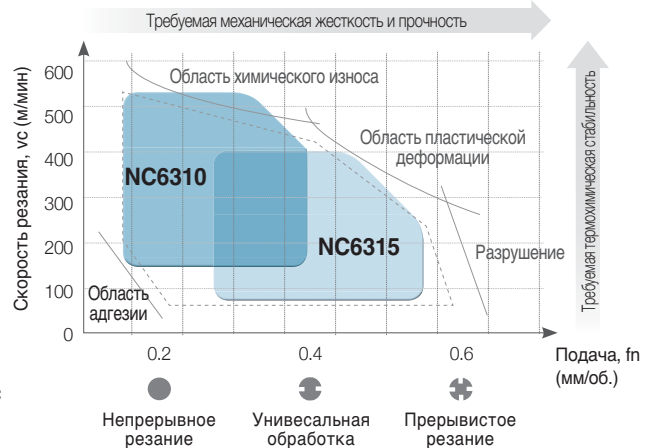 Требуемая механическая жесткость и прочность
Скорость резания, vc (м/мин)
600
500
400
300
200
100
0
Область химического износа
Область пластической
деформации
NC6310
NC6315
Разрушение
Область
адгезии
Требуемая термохимическая стабильность
0.2
0.4
0.6
Подача, fn
(мм/об.)
Непрерывное
резание
Унивесальная
обработка
Прерывистое
резание